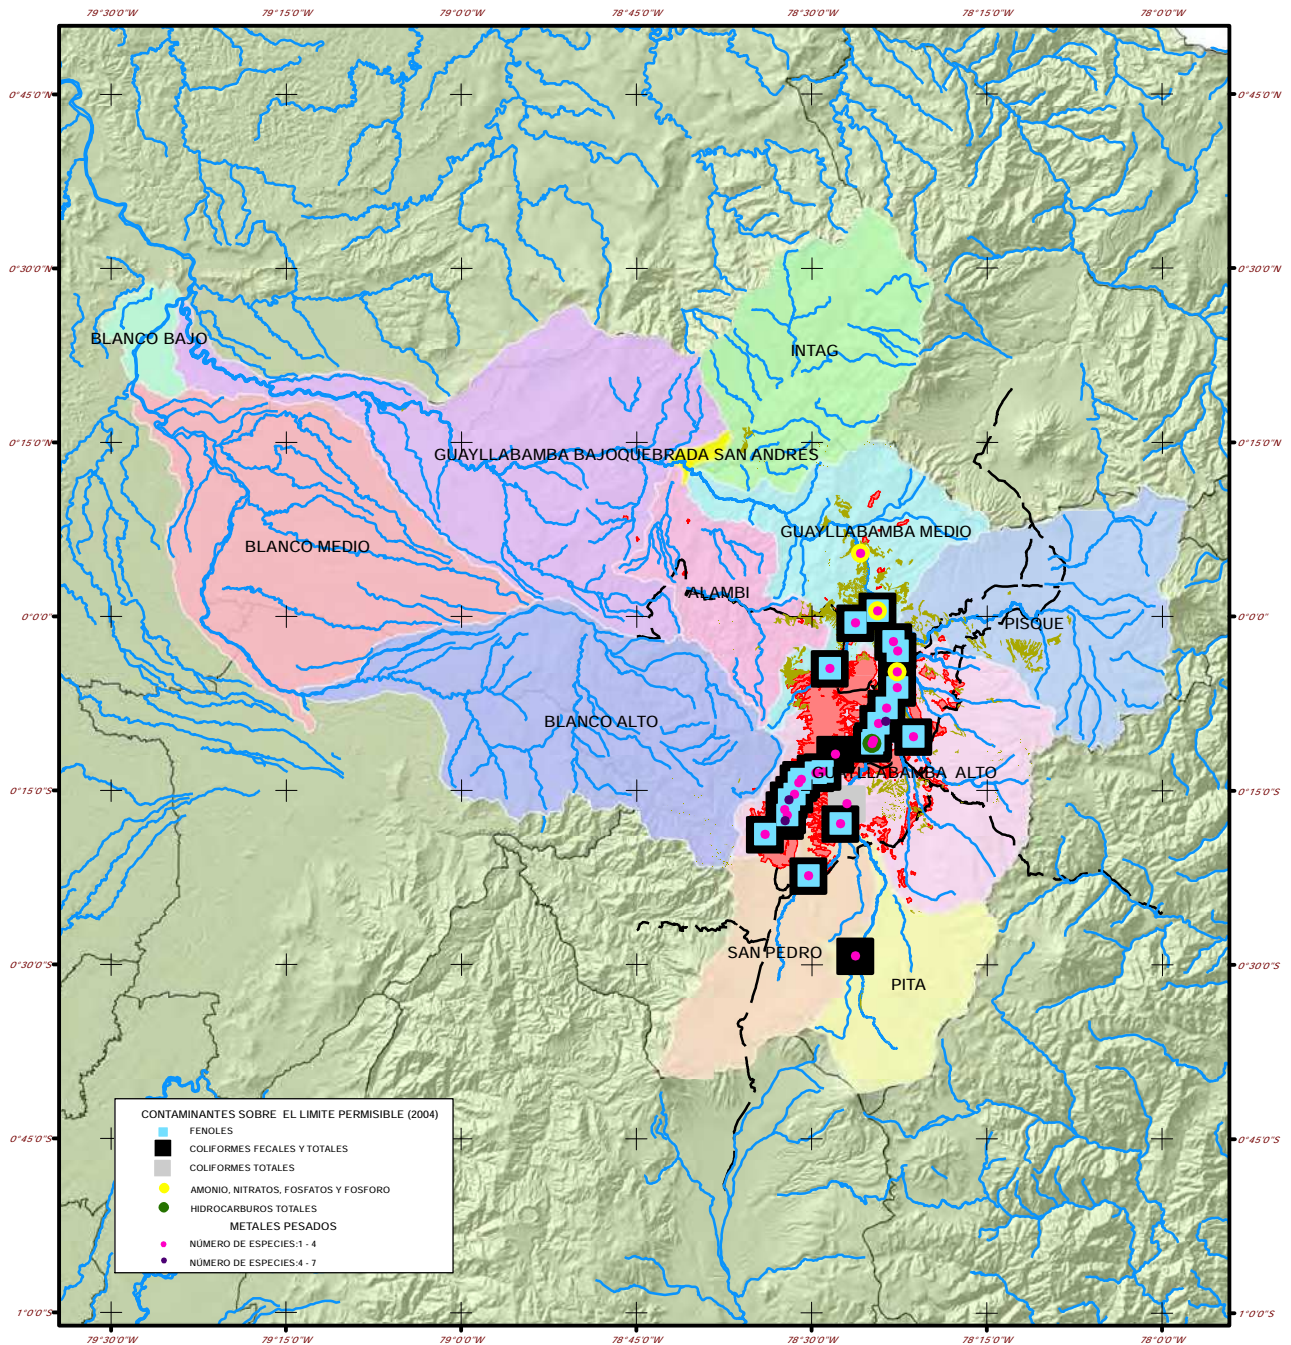 79°30'0"W 79°15'0"W 79°0'0"W 78°45'0"W 78°30'0"W 78°15'0"W 78°0'0"W
0°45'0"N 0°45'0"N
0°30'0"N 0°30'0"N
BLANCO BAJO
INTAG
0°15'0"N 0°15'0"N
GUAYLLABAMBA BAJO QUEBRADA SAN ANDRES
GUAYLLABAMBA MEDIO
BLANCO MEDIO
ALAMBI
0°0'0" 0°0'0"
PISQUE
BLANCO ALTO
GUAYLLABAMBA ALTO
0°15'0"S 0°15'0"S
SAN PEDRO
0°30'0"S 0°30'0"S
PITA
CONTAMINANTES SOBRE EL LIMITE PERMISIBLE (2004)
FENOLES
0°45'0"S 0°45'0"S
COLIFORMES FECALES Y TOTALES
COLIFORMES TOTALES
AMONIO, NITRATOS, FOSFATOS Y FOSFORO
HIDROCARBUROS TOTALES
METALES PESADOS
NÚMERO DE ESPECIES:1 - 4
NÚMERO DE ESPECIES:4 - 7
1°0'0"S 1°0'0"S
79°30'0"W 79°15'0"W 79°0'0"W 78°45'0"W 78°30'0"W 78°15'0"W 78°0'0"W